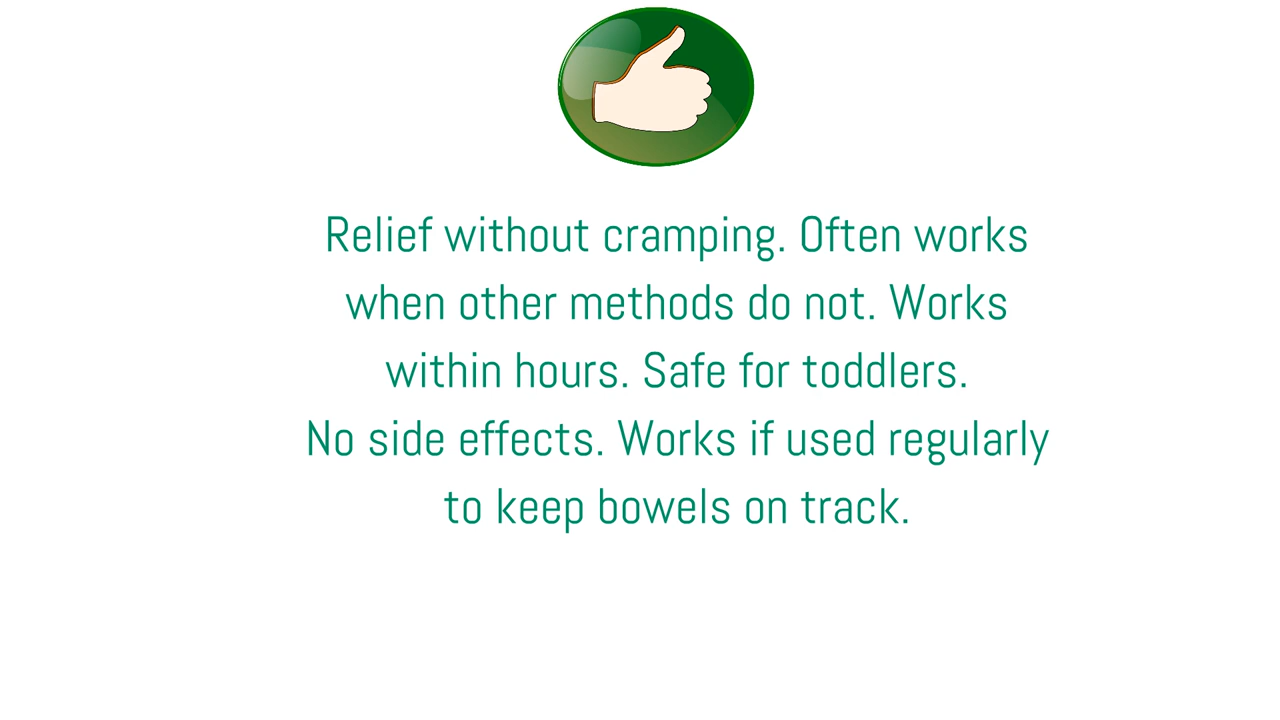 Relief without cramping. Often works
when other methods do not. Works
within hours. Safe for toddlers.
No side effects. Works if used regularly
to keep bowels on track.